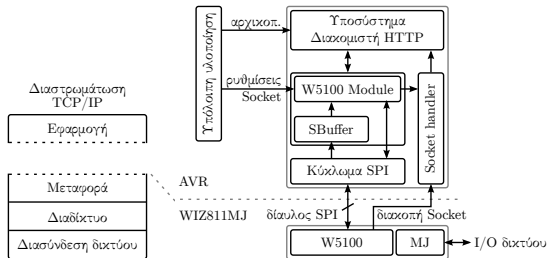 Διαστρωμάτωση
TCP/IP
Εφαρμογή
Μεταφορά
Διαδίκτυο
Διασύνδεση δικτύου
Υπόλοιπη υλοποίηση
αρχικοπ.
ρυθμίσεις
Socket
Υποσύστημα
Διακομιστή HTTP
W5100 Module
SBuffer
Κύκλωμα SPI
Socket handler
AVR
WIZ811MJ
δίαυλος SPI
διακοπή Socket
W5100
MJ
I/O δικτύου